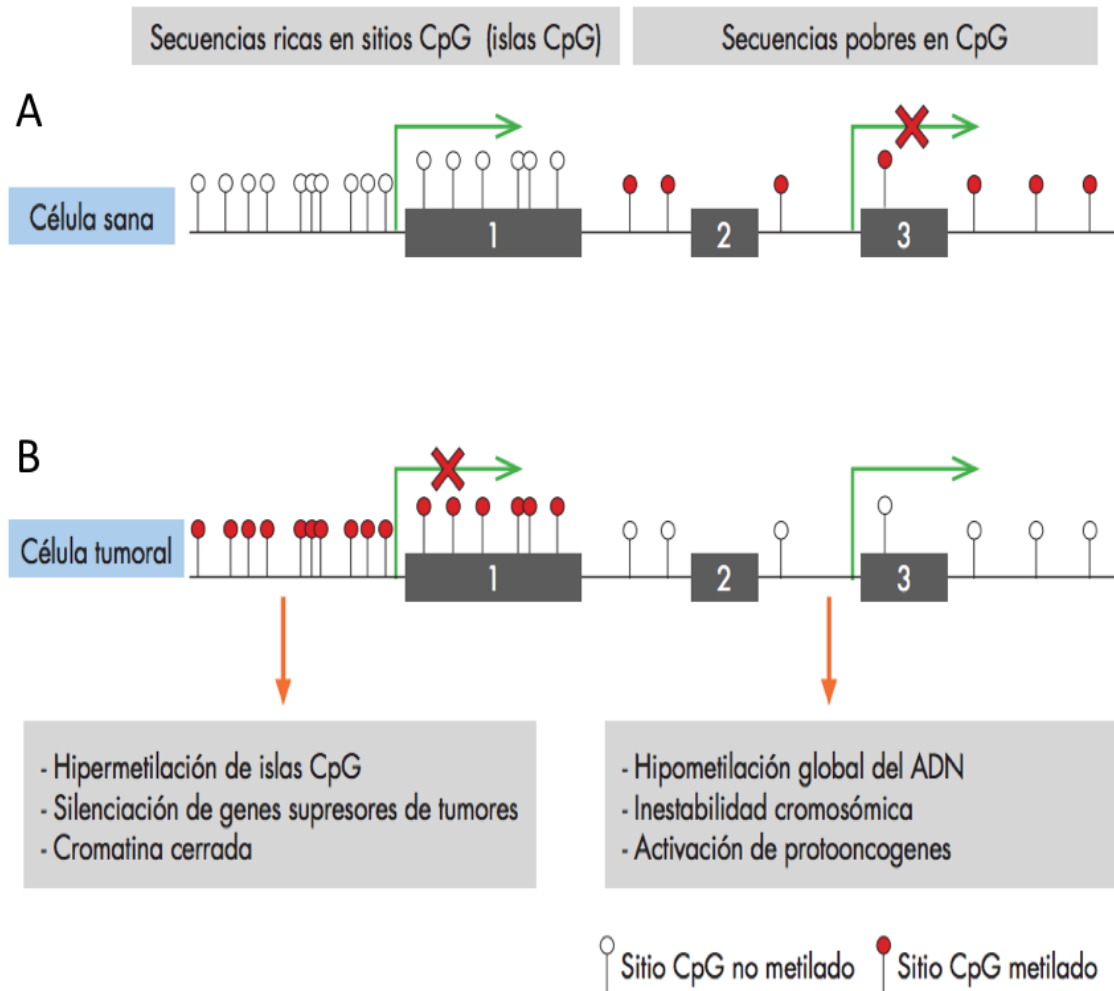 Secuencias ricas en sitios CpG (islas CpG)
Secuencias pobres en CpG
A
Célula sana
1
2
3
B
Célula tumoral
1
2
3
- Hipermetilación de islas CpG
- Silenciación de genes supresores de tumores
- Cromatina cerrada
- Hipometilación global del ADN
- Inestabilidad cromosómica
- Activación de protooncogenes
Sitio CpG no metilado
Sitio CpG metilado